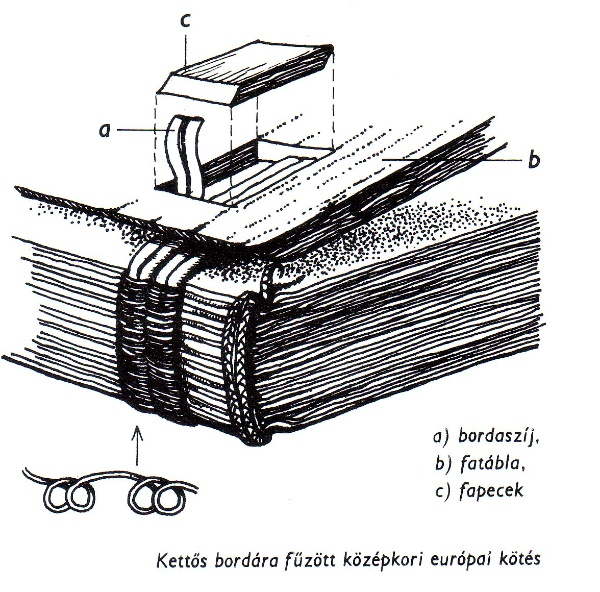 c
a
b
a) bordaszíj,
b) fatábla,
c) fapecek
Kettős bordára fűzött középkori európai kötés